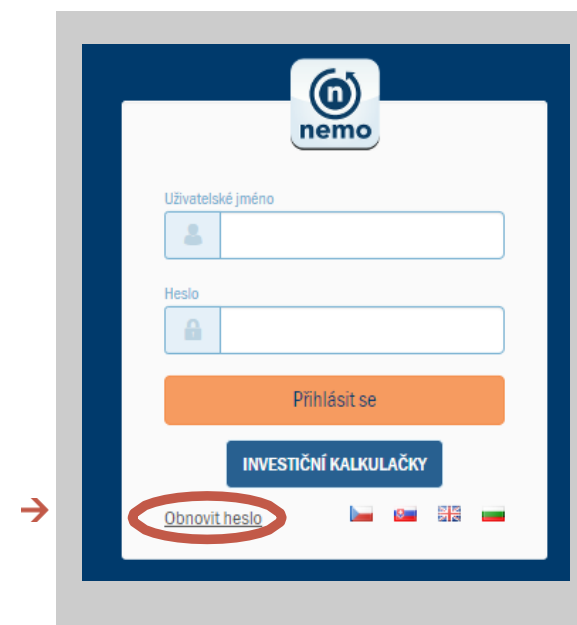 n
nemo
Uživatelské jméno
Heslo
Přihlásit se
INVESTIČNÍ KALKULAČKY
Obnovit heslo